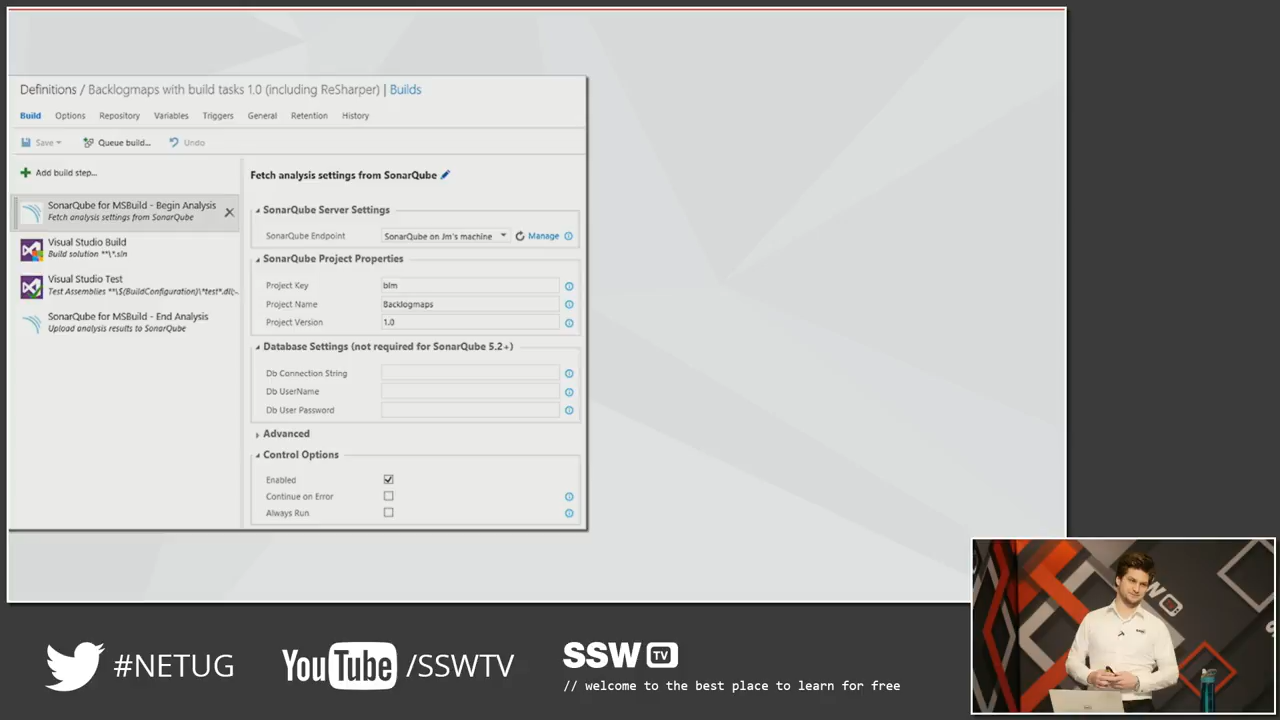 Definitions / Backlogmaps with build tasks 1.0 (including ReSharper) | Builds
Build Options Repository Variables Triggers General Retention History
Save Queue build... Undo
Add build step...
SonarQube for MSBuild - Begin Analysis
Fetch analysis settings from SonarQube
Visual Studio Build
Build solution **\*.sln
Visual Studio Test
Test Assemblies **\$(BuildConfiguration)\*test*.dll;-
SonarQube for MSBuild - End Analysis
Upload analysis results to SonarQube
Fetch analysis settings from SonarQube
SonarQube Server Settings
SonarQube Endpoint SonarQube on Jm's machine Manage
SonarQube Project Properties
Project Key blm
Project Name Backlogmaps
Project Version 1.0
Database Settings (not required for SonarQube 5.2+)
Db Connection String
Db UserName
Db User Password
Advanced
Control Options
Enabled
Continue on Error
Always Run
#NETUG
YouTube /SSWTV
SSW TV
// welcome to the best place to learn for free